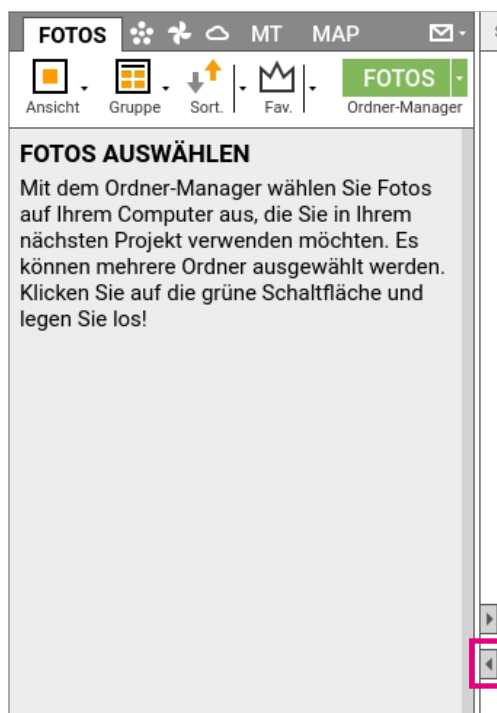 FOTOS MT MAP
Ansicht Gruppe Sort. Fav. FOTOS
Ordner-Manager
FOTOS AUSWÄHLEN
Mit dem Ordner-Manager wählen Sie Fotos
auf Ihrem Computer aus, die Sie in Ihrem
nächsten Projekt verwenden möchten. Es
können mehrere Ordner ausgewählt werden.
Klicken Sie auf die grüne Schaltfläche und
legen Sie los!